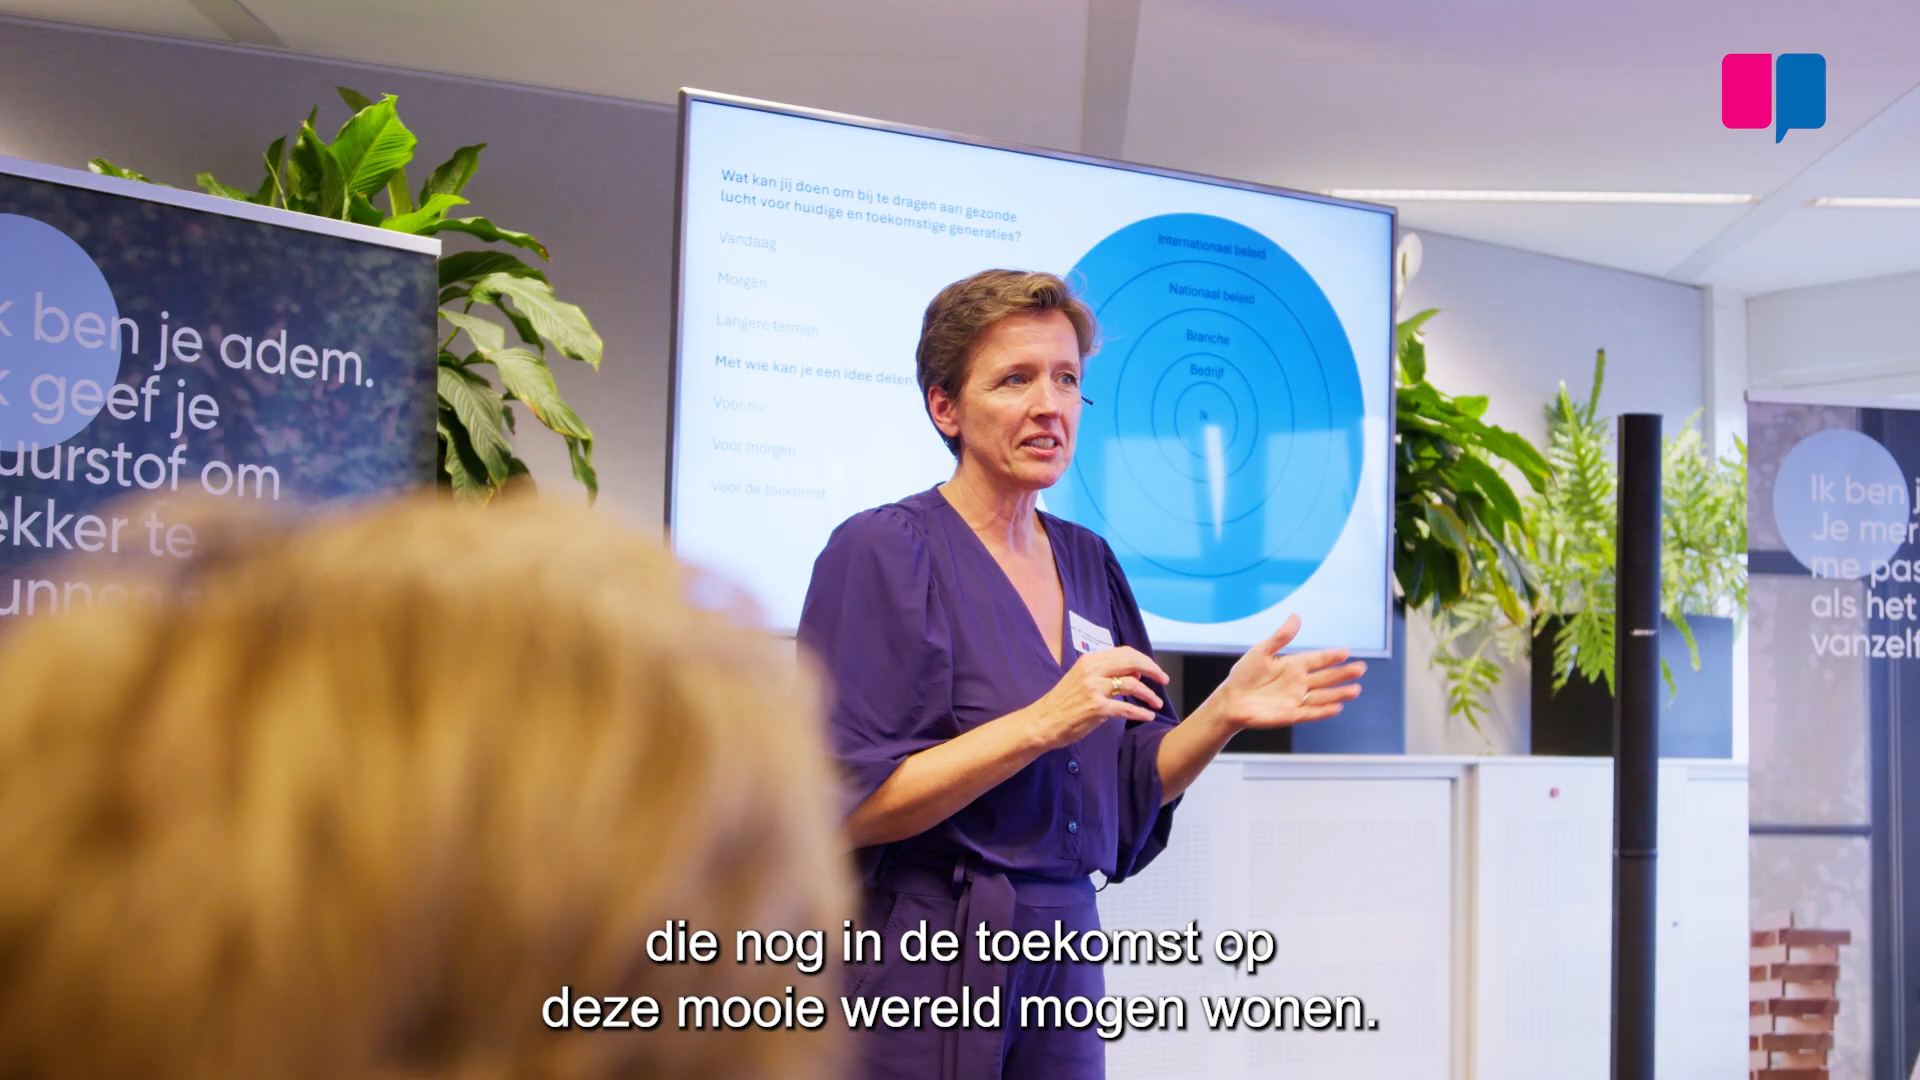 k ben je adem.
k geef je
uurstof om
ekker te
unnen
Wat kan jij doen om bij te dragen aan gezonde
lucht voor huidige en toekomstige generaties?
Vandaag
Morgen
Langere termijn
Met wie kan je een idee delen
Voor nu
Voor morgen
Voor de toekomst
Internationaal beleid
Nationaal beleid
Branche
Bedrijf
Ik
Ik ben j
Je mer
me pas
als het
vanzelf
die nog in de toekomst op
deze mooie wereld mogen wonen.